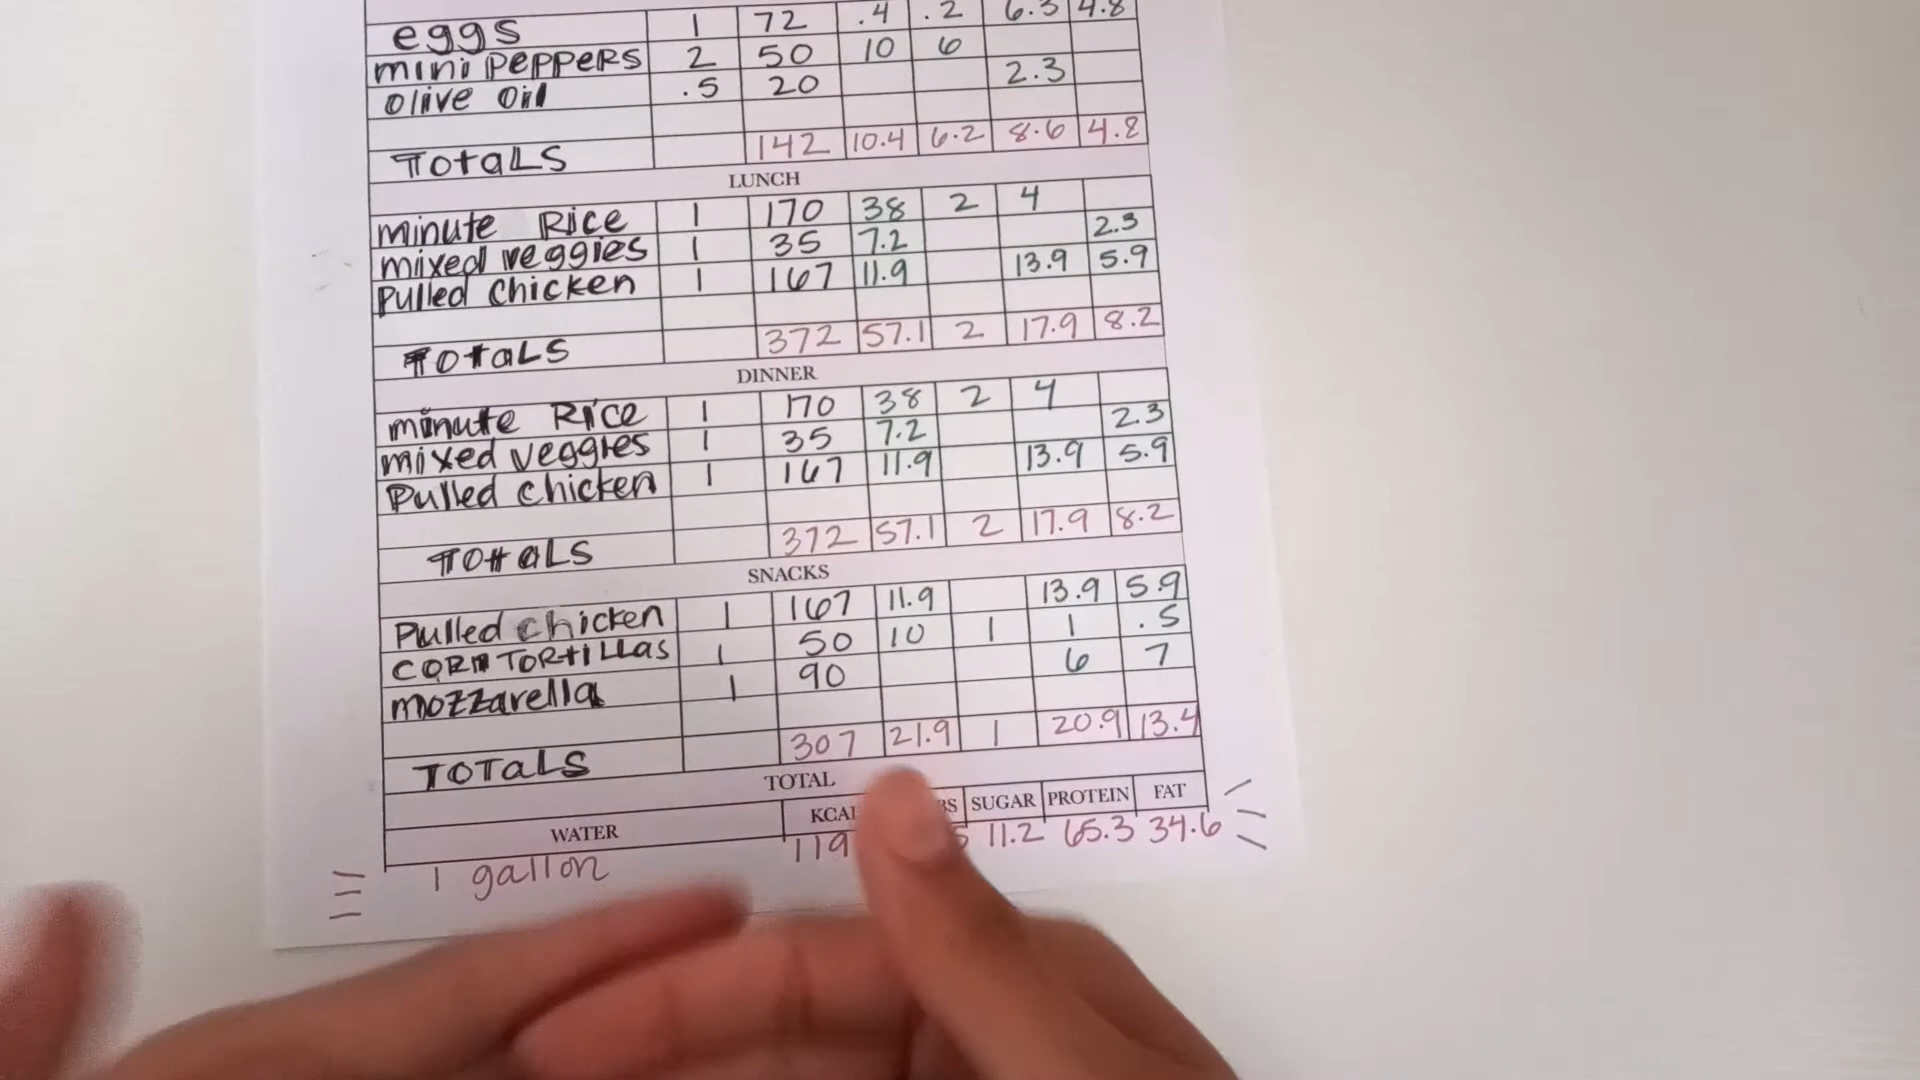 eggs 1 72 .4 .2 6.3 4.8
mini peppers 2 50 10 6
olive oil .5 20 2.3
Totals 142 10.4 6.2 8.6 4.8
LUNCH
minute Rice 1 170 38 2 4
mixed veggies 1 35 7.2 2.3
Pulled chicken 1 167 11.9 13.9 5.9
Totals 372 57.1 2 17.9 8.2
DINNER
minute Rice 1 170 38 2 4
mixed veggies 1 35 7.2 2.3
Pulled chicken 1 167 11.9 13.9 5.9
Totals 372 57.1 2 17.9 8.2
SNACKS
Pulled chicken 1 167 11.9 13.9 5.9
CORN TORTillas 1 50 10 1 1 .5
mozzarella 1 90 6 7
TOTALS 307 21.9 1 20.9 13.4
TOTAL
WATER SUGAR PROTEIN FAT
1 gallon 11.2 65.3 34.6